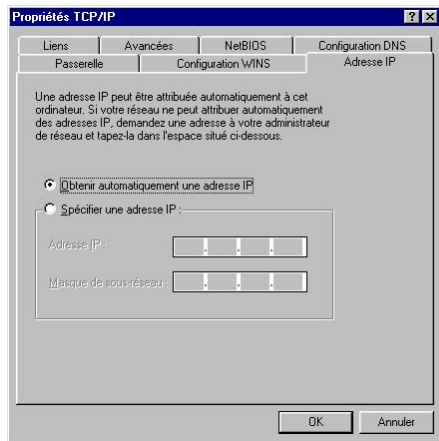 Propriétés TCP/IP
Liens Avancées NetBIOS Configuration DNS
Passerelle Configuration WINS Adresse IP
Une adresse IP peut être attribuée automatiquement à cet
ordinateur. Si votre réseau ne peut attribuer automatiquement
des adresses IP, demandez une adresse à votre administrateur
de réseau et tapez-la dans l'espace situé ci-dessous.
Obtenir automatiquement une adresse IP
Spécifier une adresse IP :
Adresse IP :
Masque de sous-réseau :
OK Annuler